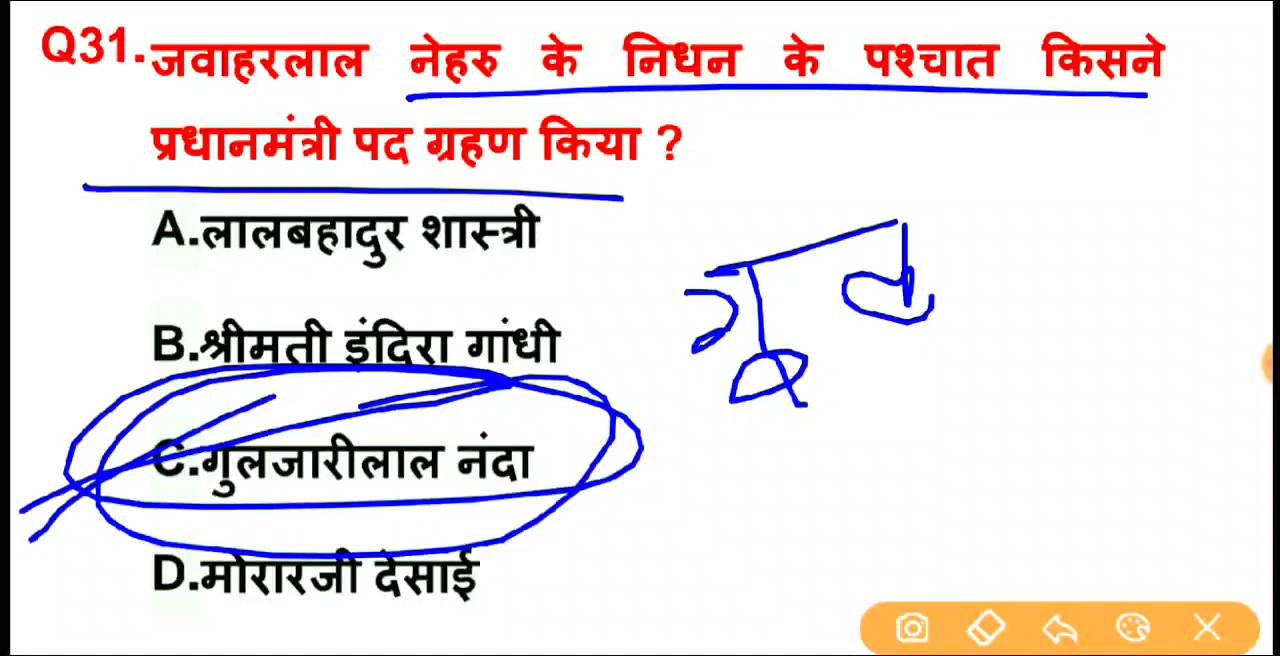 Q31. जवाहरलाल नेहरु के निधन के पश्चात किसने
प्रधानमंत्री पद ग्रहण किया ?
A.लालबहादुर शास्त्री
B.श्रीमती इंदिरा गांधी
C.गुलजारीलाल नंदा
D.मोरारजी देसाई